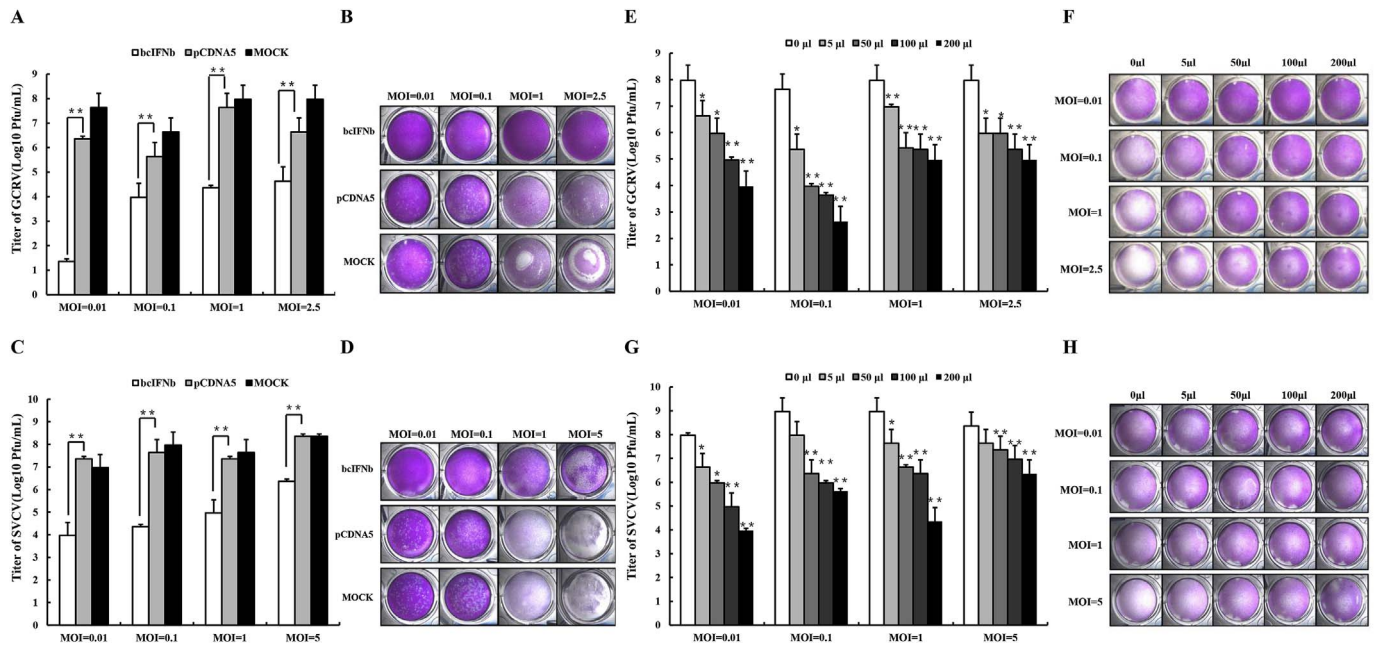 A
bcIFNb pCDNA5 MOCK
Titer of GCRV(Log10 Pfu/mL)
9
8
7
6
5
4
3
2
1
0
** ** ** **
MOI=0.01 MOI=0.1 MOI=1 MOI=2.5
B
MOI=0.01 MOI=0.1 MOI=1 MOI=2.5
bcIFNb
pCDNA5
MOCK
C
bcIFNb pCDNA5 MOCK
Titer of SVCV(Log10 Pfu/mL)
10
9
8
7
6
5
4
3
2
1
0
** ** ** **
MOI=0.01 MOI=0.1 MOI=1 MOI=5
D
MOI=0.01 MOI=0.1 MOI=1 MOI=5
bcIFNb
pCDNA5
MOCK
E
0 µl 5 µl 50 µl 100 µl 200 µl
Titer of GCRV(Log10 Pfu/mL)
9
8
7
6
5
4
3
2
1
0
* * ** ** * ** ** ** ** ** ** ** * * ** **
MOI=0.01 MOI=0.1 MOI=1 MOI=2.5
F
0µl 5µl 50µl 100µl 200µl
MOI=0.01
MOI=0.1
MOI=1
MOI=2.5
G
0 µl 5 µl 50 µl 100 µl 200 µl
Titer of SVCV(Log10 Pfu/mL)
10
9
8
7
6
5
4
3
2
1
0
* * ** ** ** ** ** * ** ** ** ** ** **
MOI=0.01 MOI=0.1 MOI=1 MOI=5
H
0µl 5µl 50µl 100µl 200µl
MOI=0.01
MOI=0.1
MOI=1
MOI=5